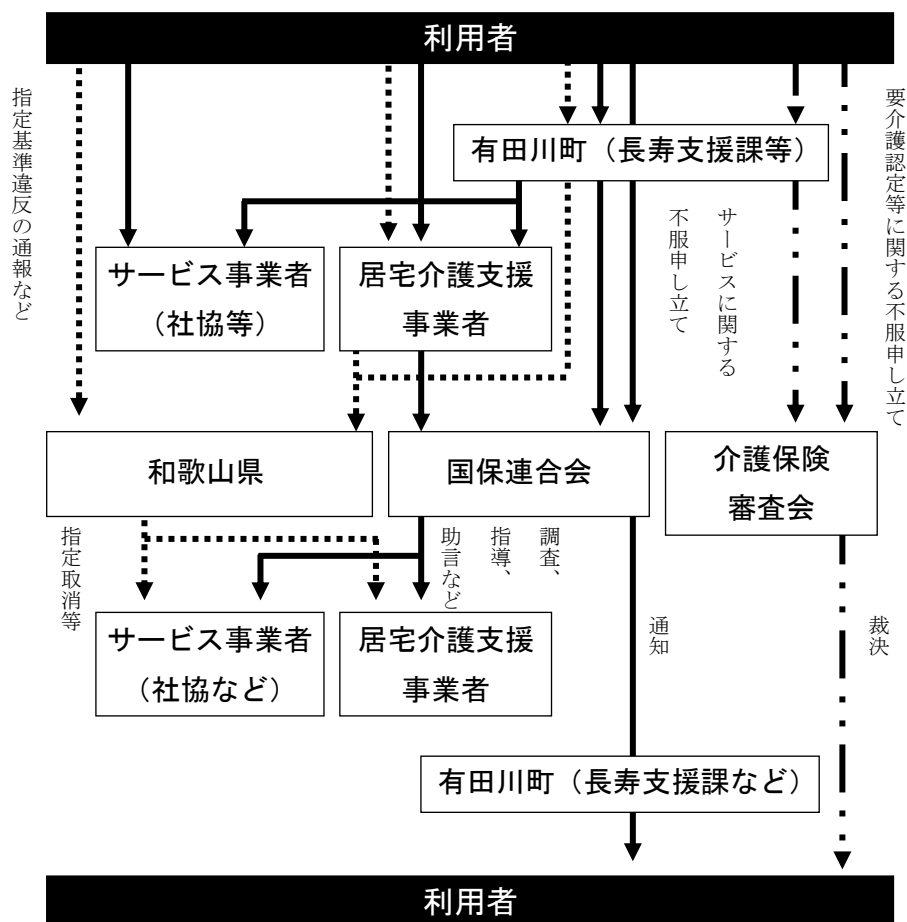 利用者
指定基準違反の通報など
有田川町（長寿支援課等）
要介護認定等に関する不服申し立て
サービスに関する
不服申し立て
サービス事業者
（社協等）
居宅介護支援
事業者
和歌山県
国保連合会
介護保険
審査会
指定取消等
調査、
指導、
助言など
サービス事業者
（社協など）
居宅介護支援
事業者
通知
裁決
有田川町（長寿支援課など）
利用者